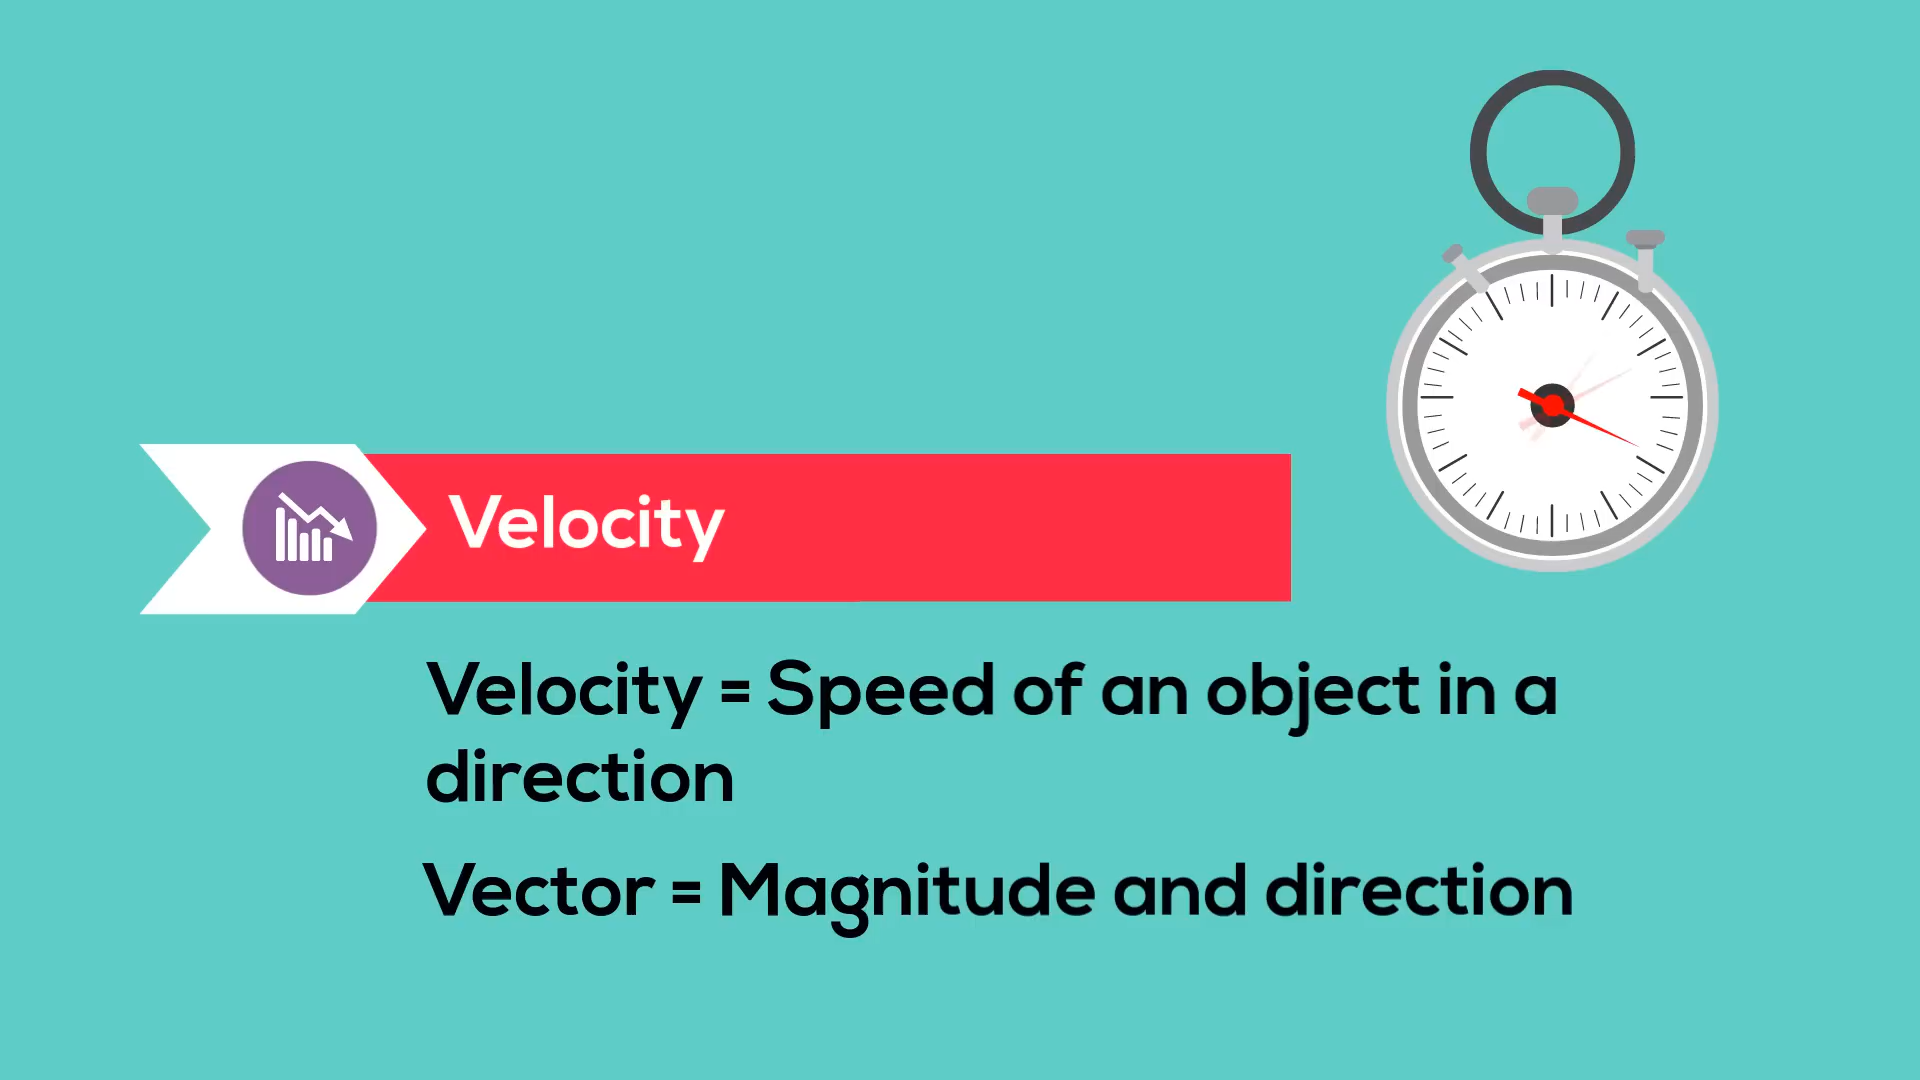 Velocity
Velocity = Speed of an object in a
direction
Vector = Magnitude and direction